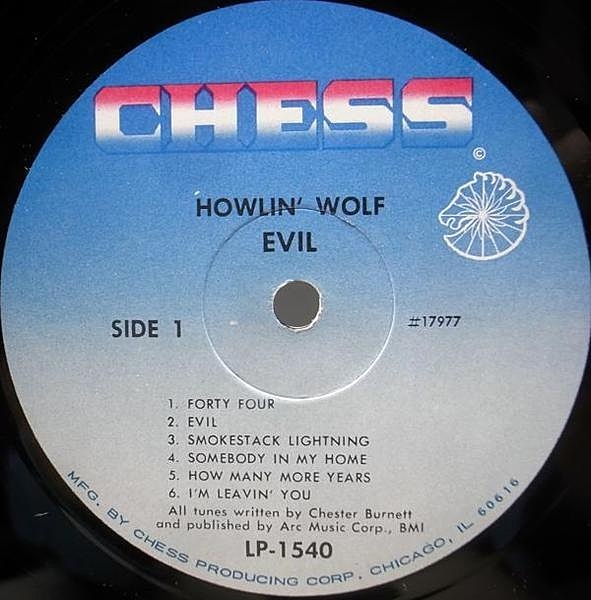 CHESS
©
HOWLIN' WOLF
EVIL
SIDE 1
#17977
1. FORTY FOUR
2. EVIL
3. SMOKESTACK LIGHTNING
4. SOMEBODY IN MY HOME
5. HOW MANY MORE YEARS
6. I'M LEAVIN' YOU
All tunes written by Chester Burnett
and published by Arc Music Corp., BMI
LP-1540
MFG. BY CHESS PRODUCING CORP., CHICAGO, IL 60616